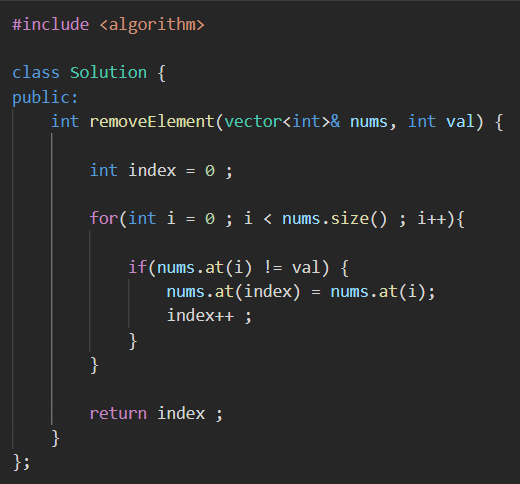 #include <algorithm>
class Solution {
public:
int removeElement(vector<int>& nums, int val) {
int index = 0 ;
for(int i = 0 ; i < nums.size() ; i++){
if(nums.at(i) != val) {
nums.at(index) = nums.at(i);
index++ ;
}
}
return index ;
}
};